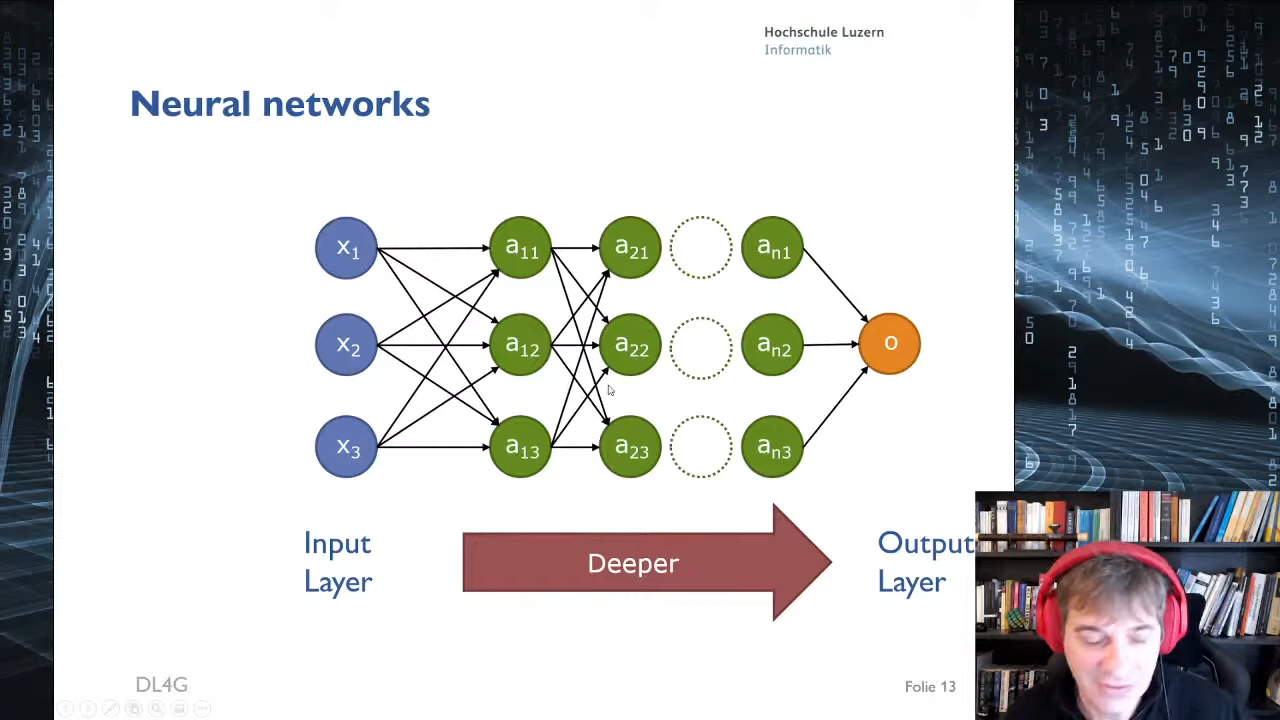 Hochschule Luzern
Informatik
Neural networks
x1 a11 a21 an1
x2 a12 a22 an2 o
x3 a13 a23 an3
Input
Layer
Deeper
Output
Layer
DL4G
Folie 13